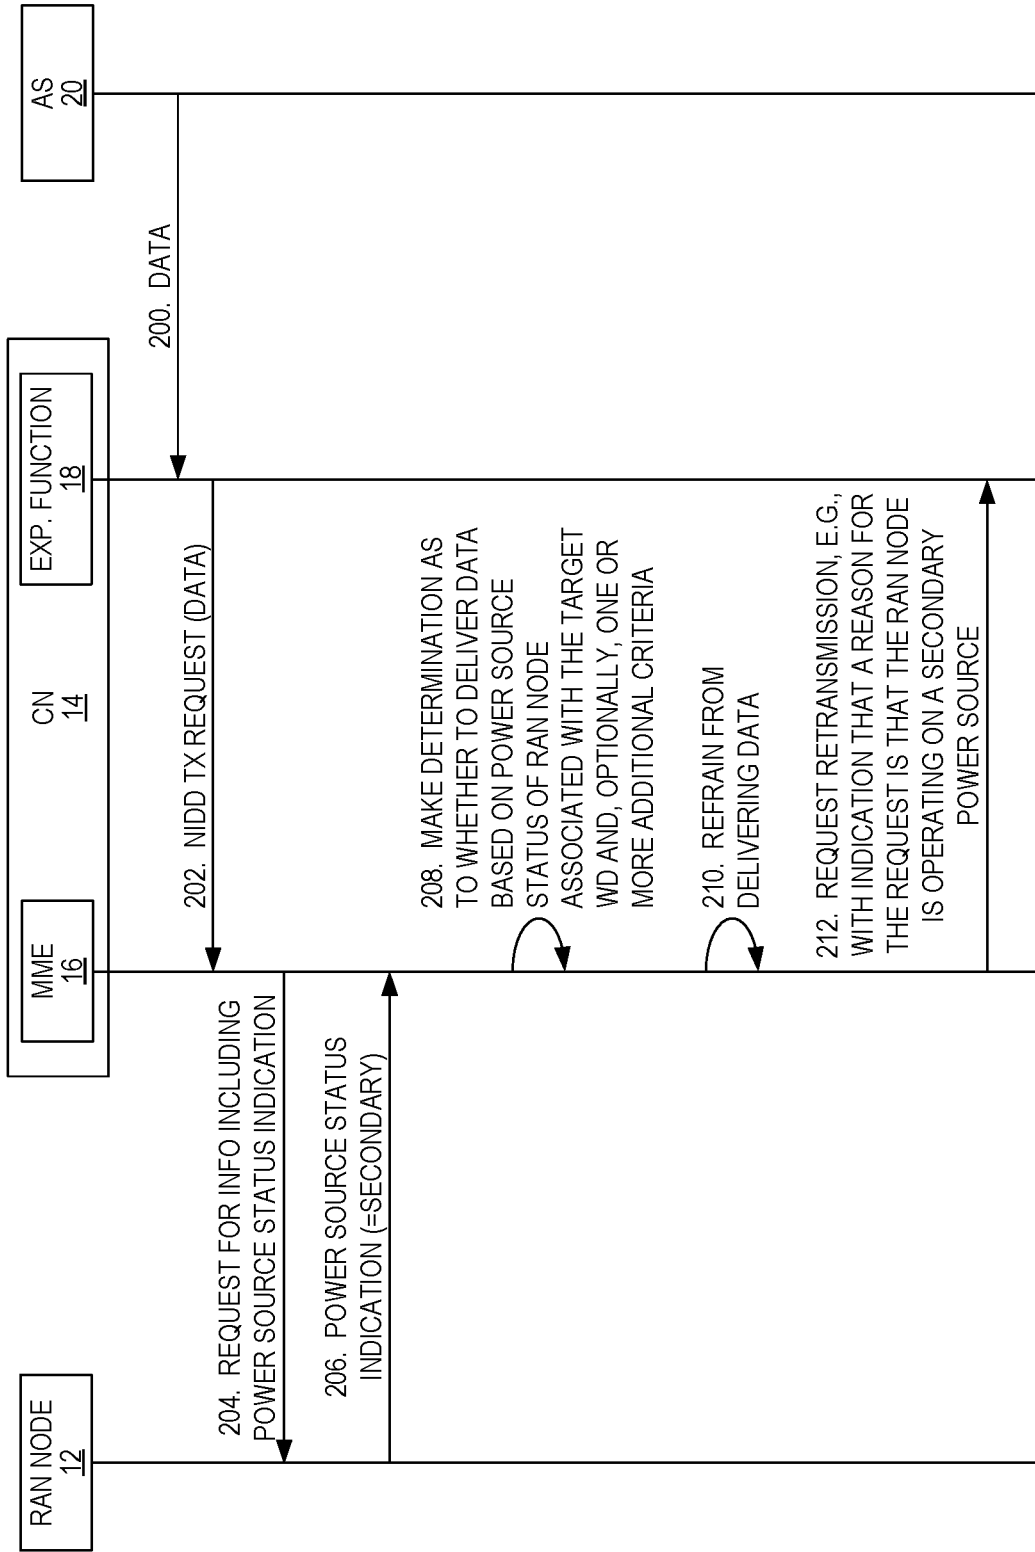 RAN NODE
12
CN
14
MME
16
EXP. FUNCTION
18
AS
20
200. DATA
202. NIDD TX REQUEST (DATA)
204. REQUEST FOR INFO INCLUDING
POWER SOURCE STATUS INDICATION
206. POWER SOURCE STATUS
INDICATION (=SECONDARY)
208. MAKE DETERMINATION AS
TO WHETHER TO DELIVER DATA
BASED ON POWER SOURCE
STATUS OF RAN NODE
ASSOCIATED WITH THE TARGET
WD AND, OPTIONALLY, ONE OR
MORE ADDITIONAL CRITERIA
210. REFRAIN FROM
DELIVERING DATA
212. REQUEST RETRANSMISSION, E.G.,
WITH INDICATION THAT A REASON FOR
THE REQUEST IS THAT THE RAN NODE
IS OPERATING ON A SECONDARY
POWER SOURCE